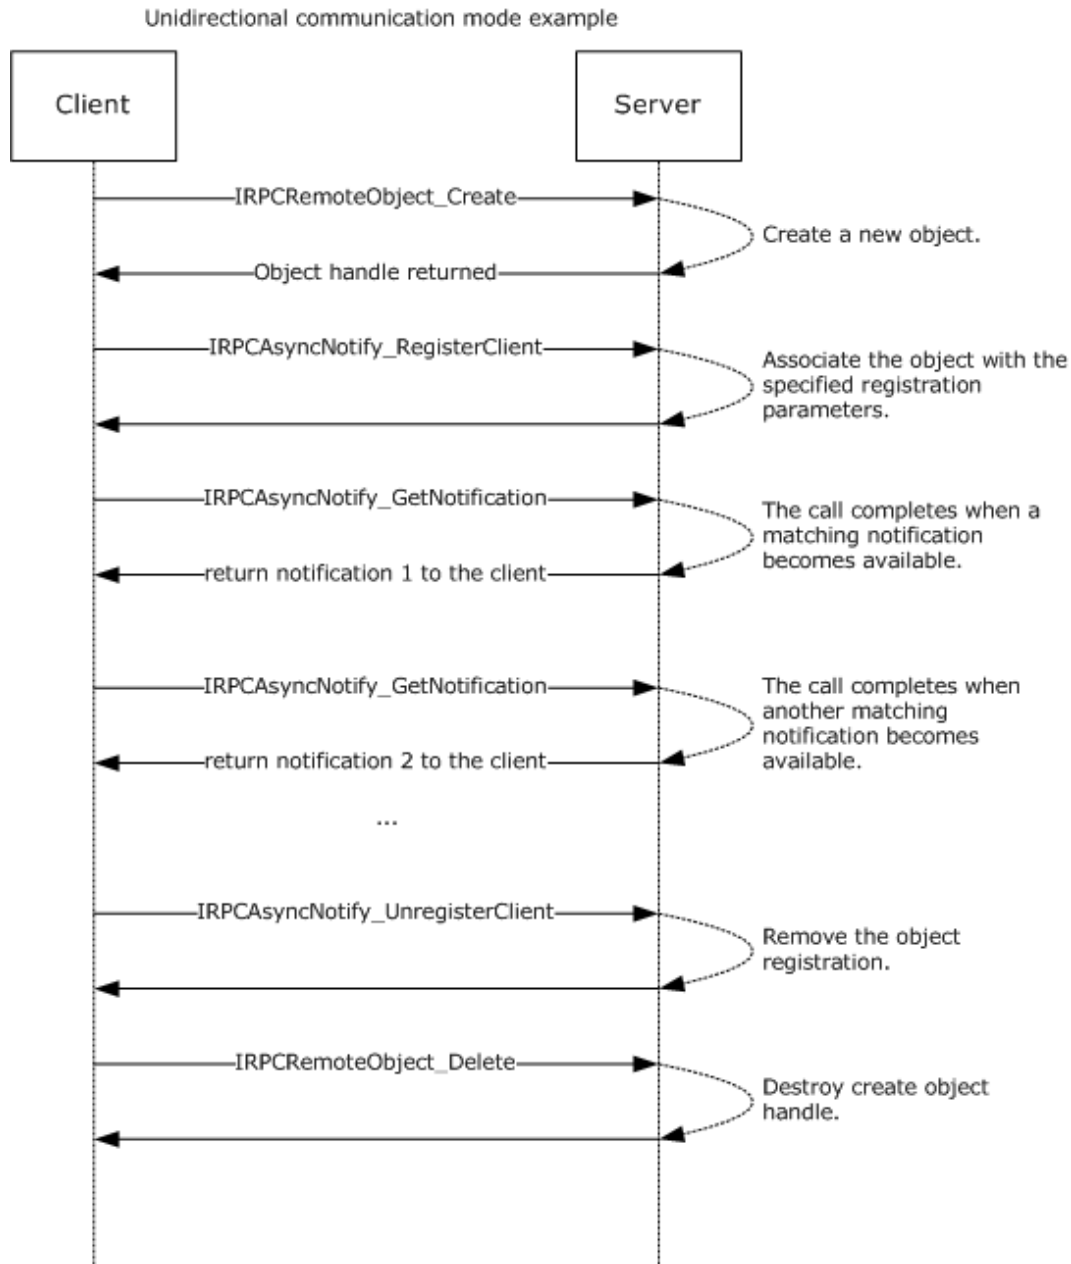 Unidirectional communication mode example
Client
Server
IRPCRemoteObject_Create
Create a new object.
Object handle returned
IRPCAsyncNotify_RegisterClient
Associate the object with the
specified registration
parameters.
IRPCAsyncNotify_GetNotification
The call completes when a
matching notification
becomes available.
return notification 1 to the client
IRPCAsyncNotify_GetNotification
The call completes when
another matching
notification becomes
available.
return notification 2 to the client
...
IRPCAsyncNotify_UnregisterClient
Remove the object
registration.
IRPCRemoteObject_Delete
Destroy create object
handle.